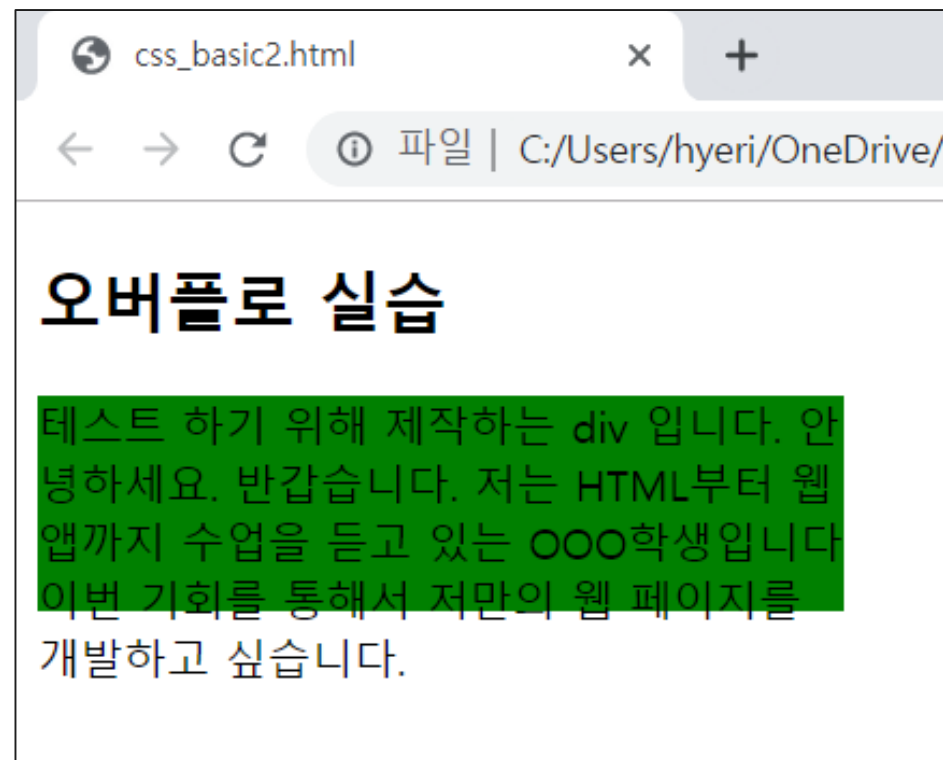 css_basic2.html
파일 | C:/Users/hyeri/OneDrive/
오버플로 실습
테스트 하기 위해 제작하는 div 입니다. 안
녕하세요. 반갑습니다. 저는 HTML부터 웹
앱까지 수업을 듣고 있는 OOO학생입니다
이번 기회를 통해서 저만의 웹 페이지를
개발하고 싶습니다.